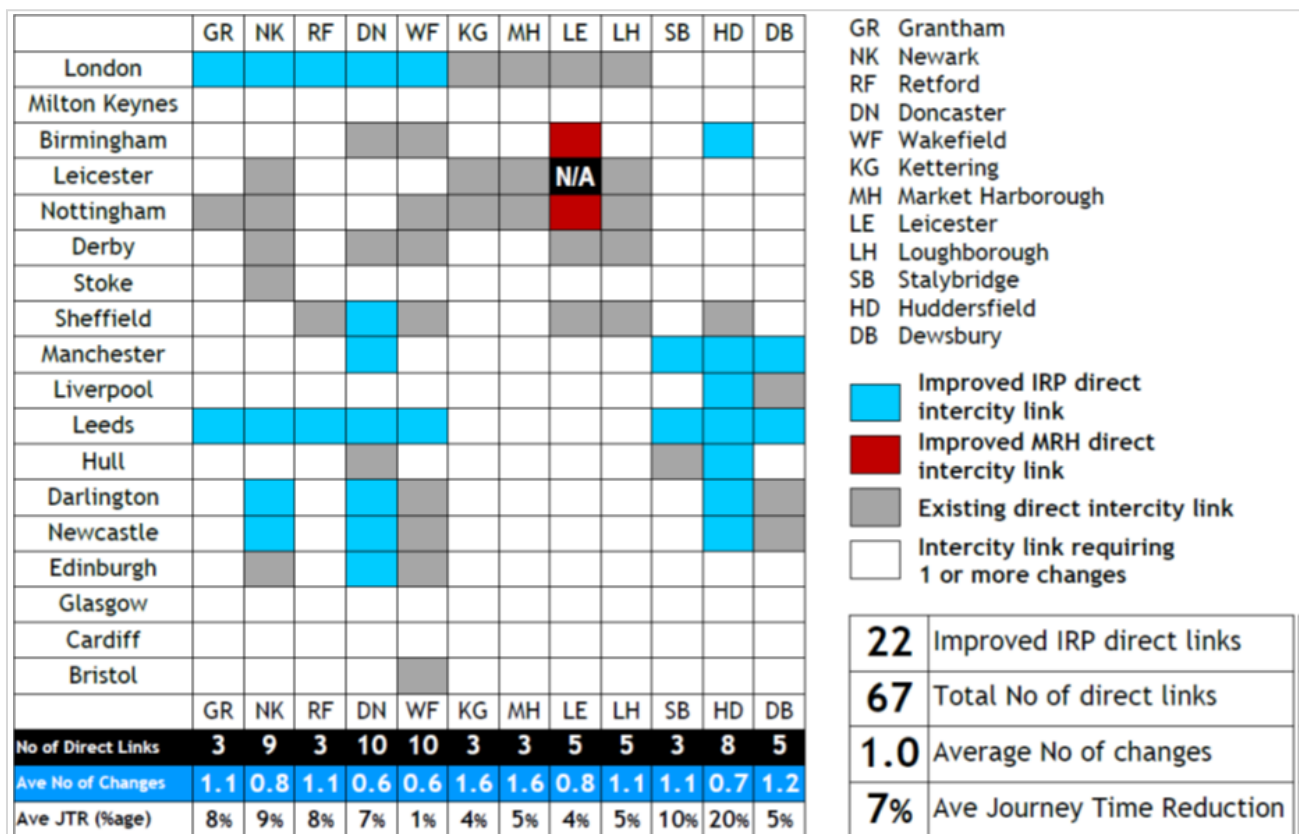 GR NK RF DN WF KG MH LE LH SB HD DB
London
Milton Keynes
Birmingham
Leicester N/A
Nottingham
Derby
Stoke
Sheffield
Manchester
Liverpool
Leeds
Hull
Darlington
Newcastle
Edinburgh
Glasgow
Cardiff
Bristol
GR NK RF DN WF KG MH LE LH SB HD DB
No of Direct Links 3 9 3 10 10 3 3 5 5 3 8 5
Ave No of Changes 1.1 0.8 1.1 0.6 0.6 1.6 1.6 0.8 1.1 1.1 0.7 1.2
Ave JTR (%age) 8% 9% 8% 7% 1% 4% 5% 4% 5% 10% 20% 5%
GR Grantham
NK Newark
RF Retford
DN Doncaster
WF Wakefield
KG Kettering
MH Market Harborough
LE Leicester
LH Loughborough
SB Stalybridge
HD Huddersfield
DB Dewsbury
Improved IRP direct
intercity link
Improved MRH direct
intercity link
Existing direct intercity link
Intercity link requiring
1 or more changes
22 Improved IRP direct links
67 Total No of direct links
1.0 Average No of changes
7% Ave Journey Time Reduction